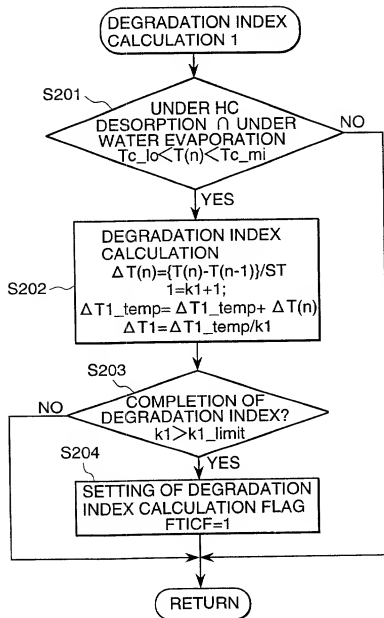 DEGRADATION INDEX
CALCULATION 1
S201
UNDER HC
DESORPTION ∩ UNDER
WATER EVAPORATION
Tc_lo<T(n)<Tc_mi
NO
YES
S202
DEGRADATION INDEX
CALCULATION
ΔT(n)={T(n)-T(n-1)}/ST
1=k1+1;
ΔT1_temp=ΔT1_temp+ ΔT(n)
ΔT1=ΔT1_temp/k1
S203
COMPLETION OF
DEGRADATION INDEX?
k1>k1_limit
NO
YES
S204
SETTING OF DEGRADATION
INDEX CALCULATION FLAG
FTICF=1
RETURN